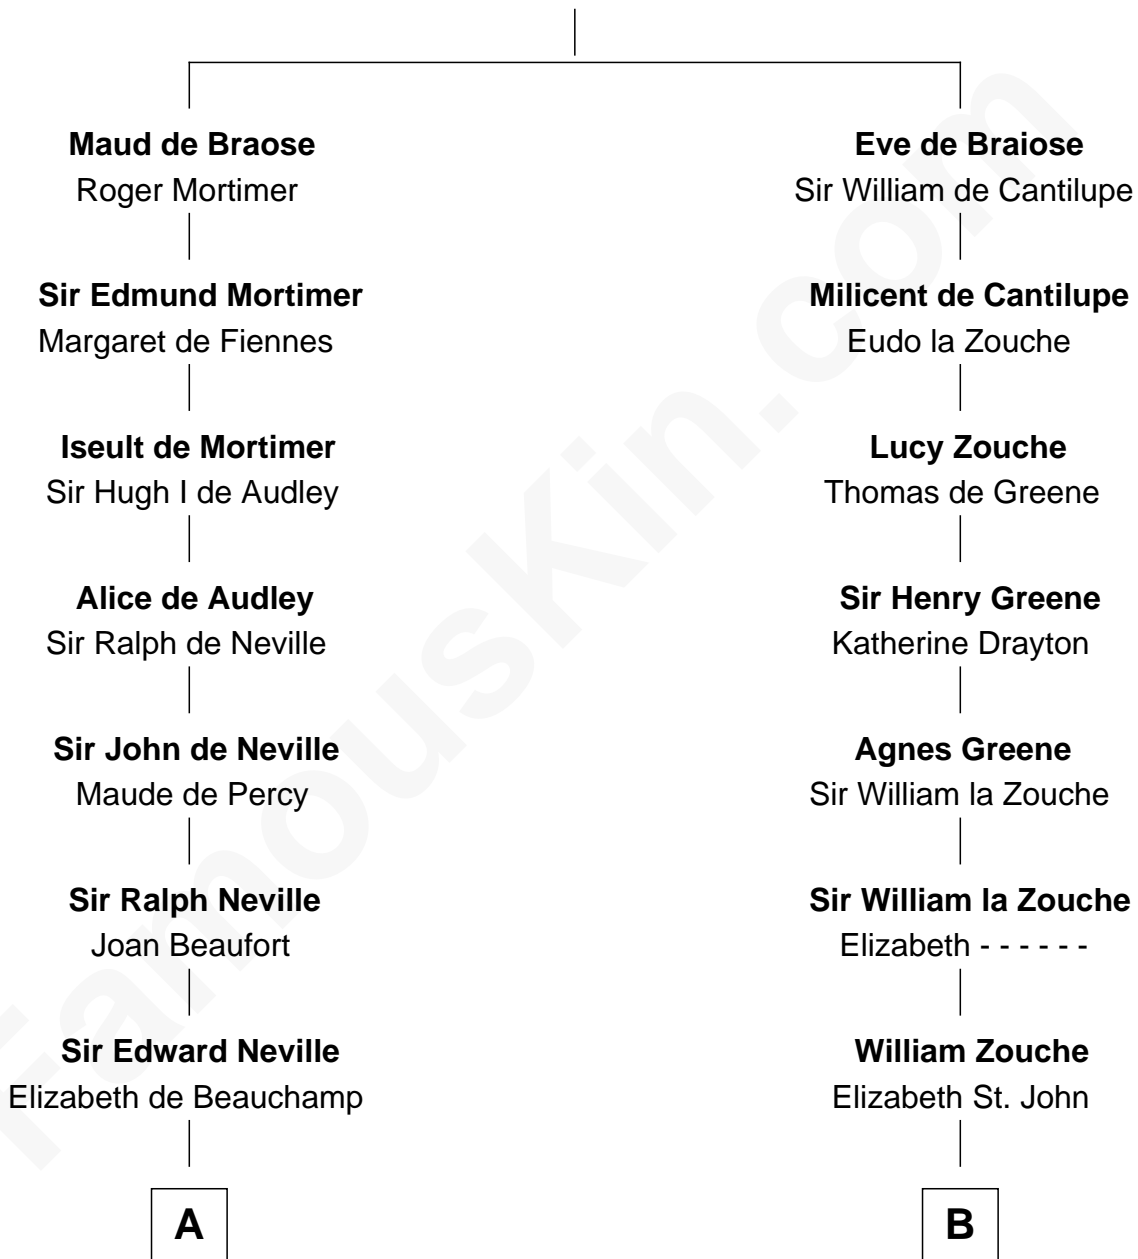 Maud de Braose
Roger Mortimer
Sir Edmund Mortimer
Margaret de Fiennes
Iseult de Mortimer
Sir Hugh I de Audley
Alice de Audley
Sir Ralph de Neville
Sir John de Neville
Maude de Percy
Sir Ralph Neville
Joan Beaufort
Sir Edward Neville
Elizabeth de Beauchamp
A
Eve de Braiose
Sir William de Cantilupe
Milicent de Cantilupe
Eudo la Zouche
Lucy Zouche
Thomas de Greene
Sir Henry Greene
Katherine Drayton
Agnes Greene
Sir William la Zouche
Sir William la Zouche
Elizabeth - - - - - -
William Zouche
Elizabeth St. John
B
FamousKin.com